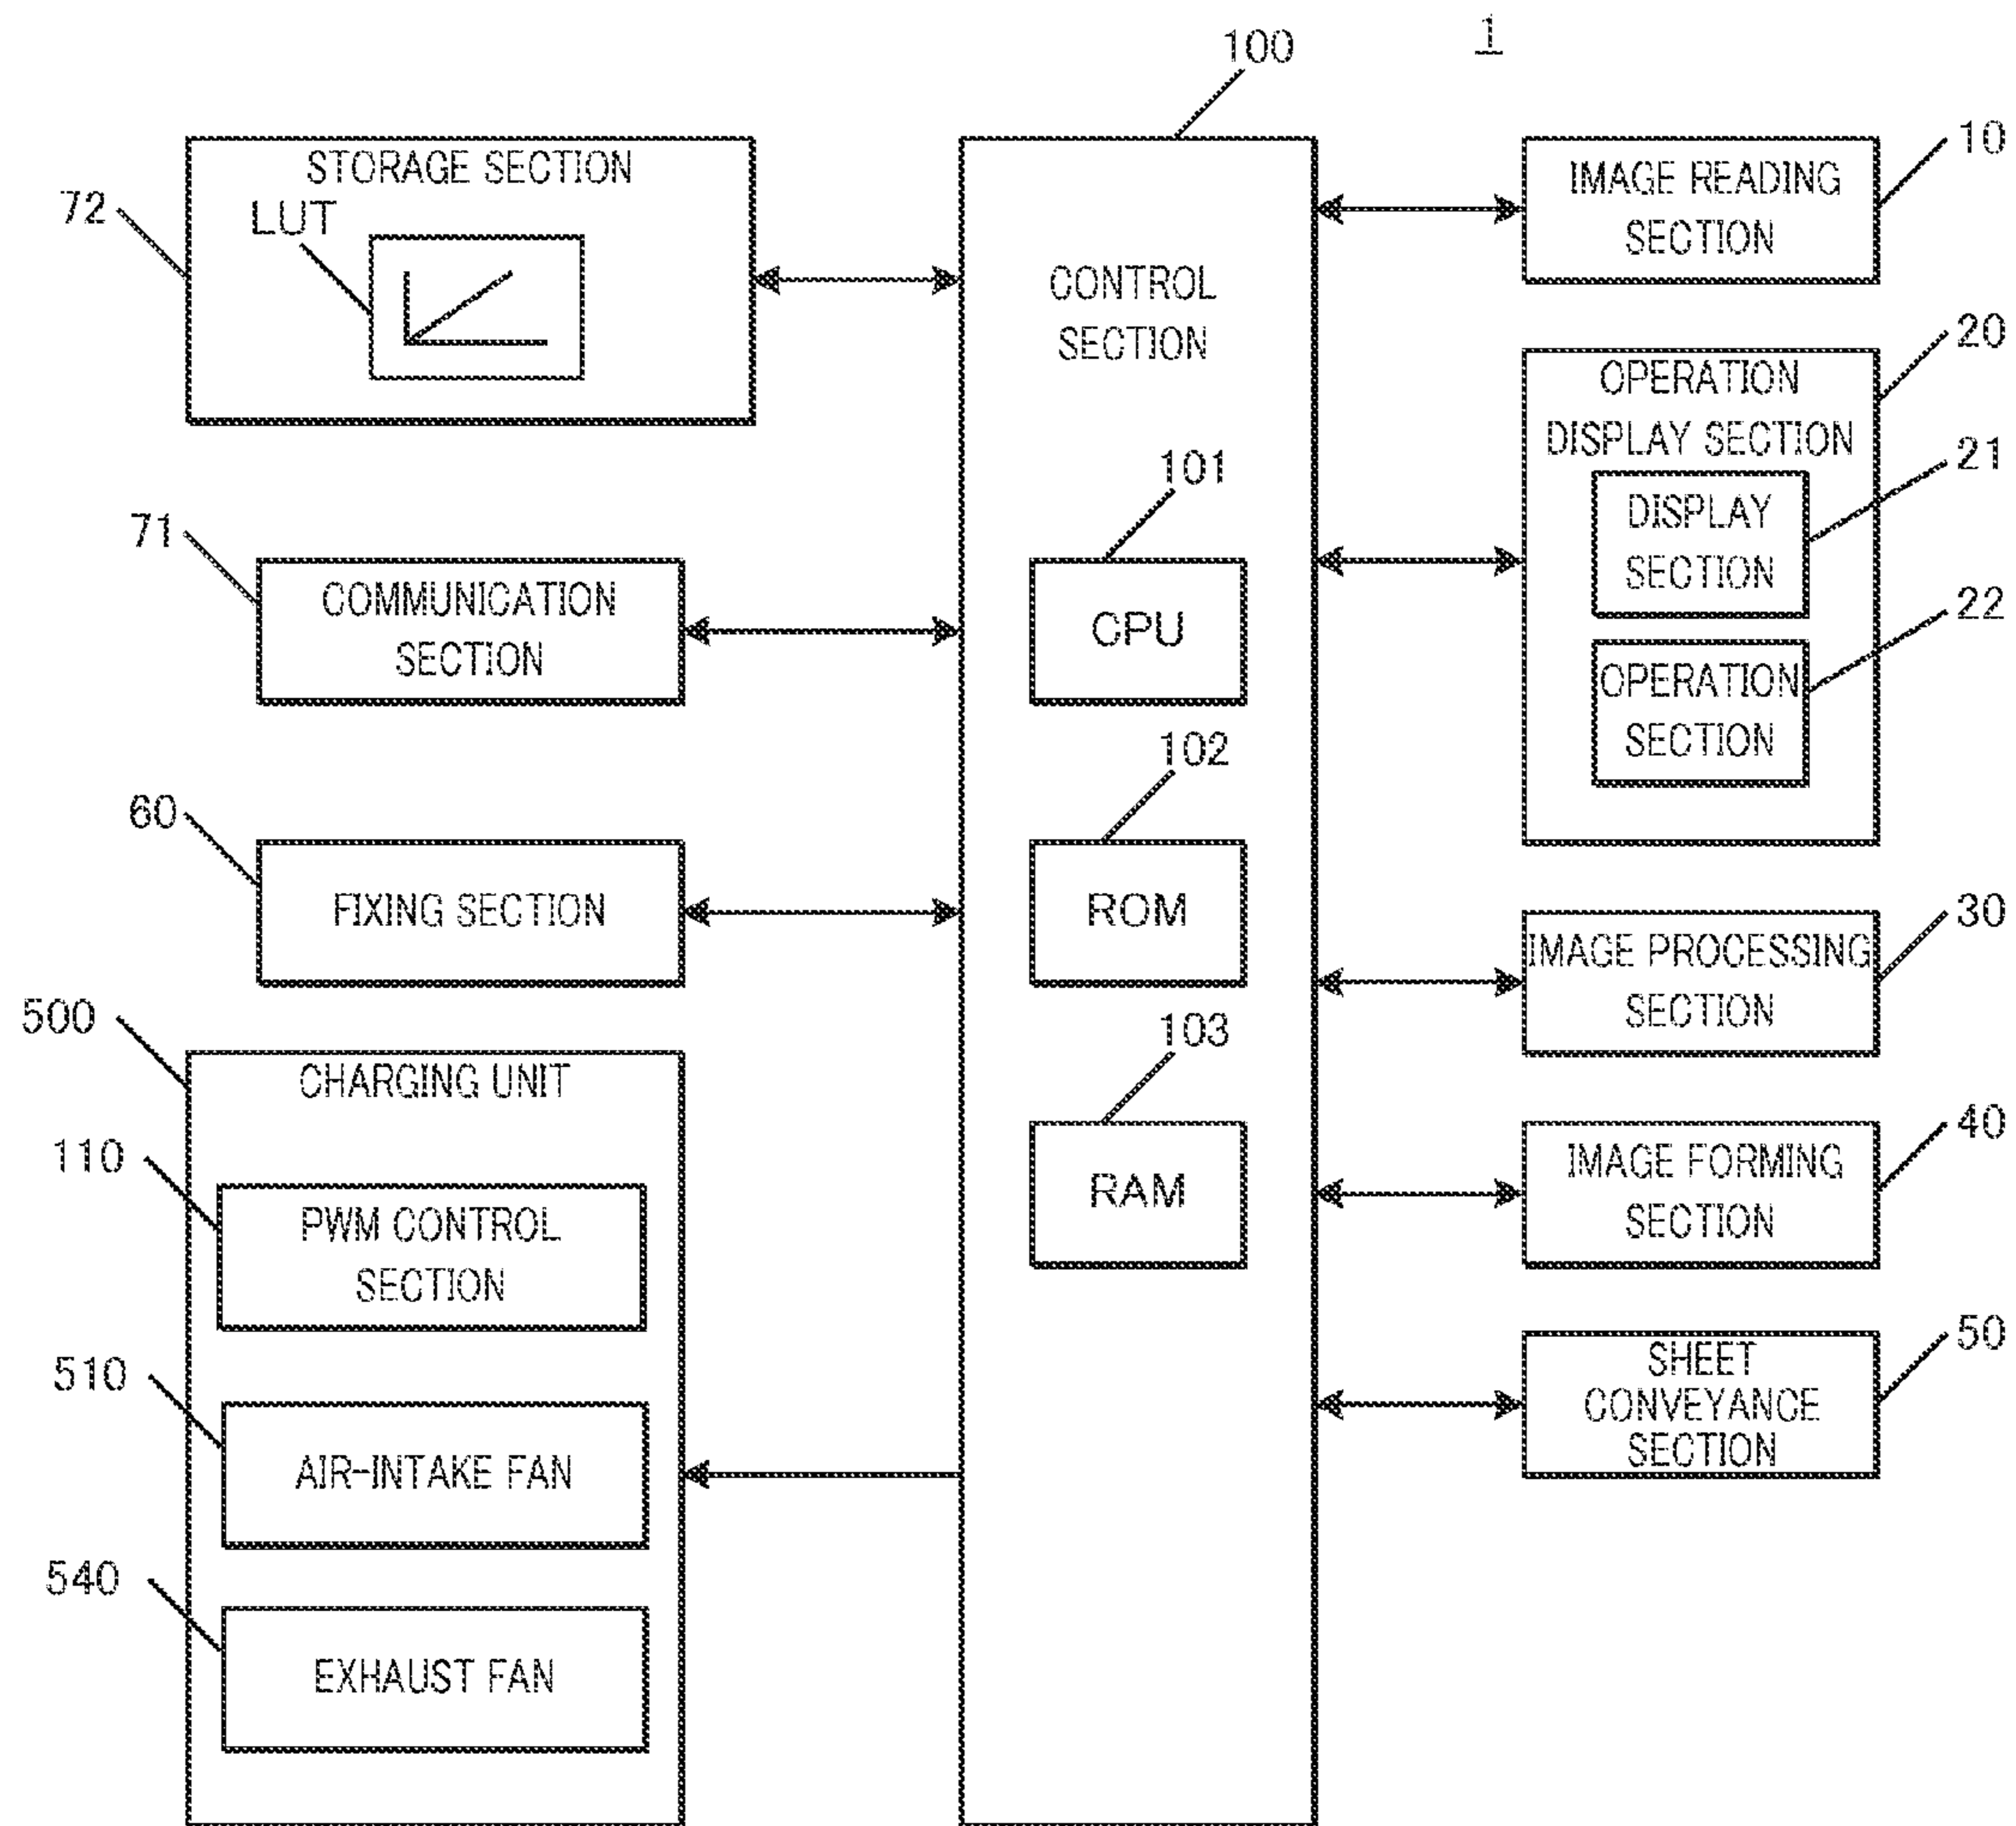 1
100
STORAGE SECTION
72
LUT
CONTROL
SECTION
101
CPU
102
ROM
103
RAM
71
COMMUNICATION
SECTION
60
FIXING SECTION
500
CHARGING UNIT
110
PWM CONTROL
SECTION
510
AIR-INTAKE FAN
540
EXHAUST FAN
10
IMAGE READING
SECTION
20
OPERATION
DISPLAY SECTION
21
DISPLAY
SECTION
22
OPERATION
SECTION
30
IMAGE PROCESSING
SECTION
40
IMAGE FORMING
SECTION
50
SHEET
CONVEYANCE
SECTION